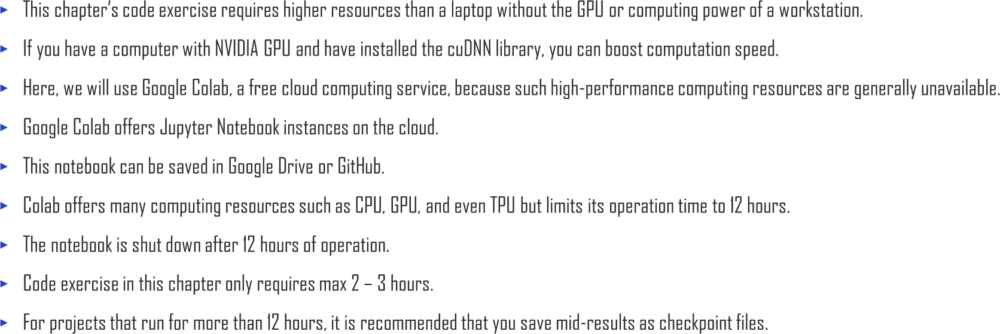 ▸ This chapter's code exercise requires higher resources than a laptop without the GPU or computing power of a workstation.
▸ If you have a computer with NVIDIA GPU and have installed the cuDNN library, you can boost computation speed.
▸ Here, we will use Google Colab, a free cloud computing service, because such high-performance computing resources are generally unavailable.
▸ Google Colab offers Jupyter Notebook instances on the cloud.
▸ This notebook can be saved in Google Drive or GitHub.
▸ Colab offers many computing resources such as CPU, GPU, and even TPU but limits its operation time to 12 hours.
▸ The notebook is shut down after 12 hours of operation.
▸ Code exercise in this chapter only requires max 2 – 3 hours.
▸ For projects that run for more than 12 hours, it is recommended that you save mid-results as checkpoint files.